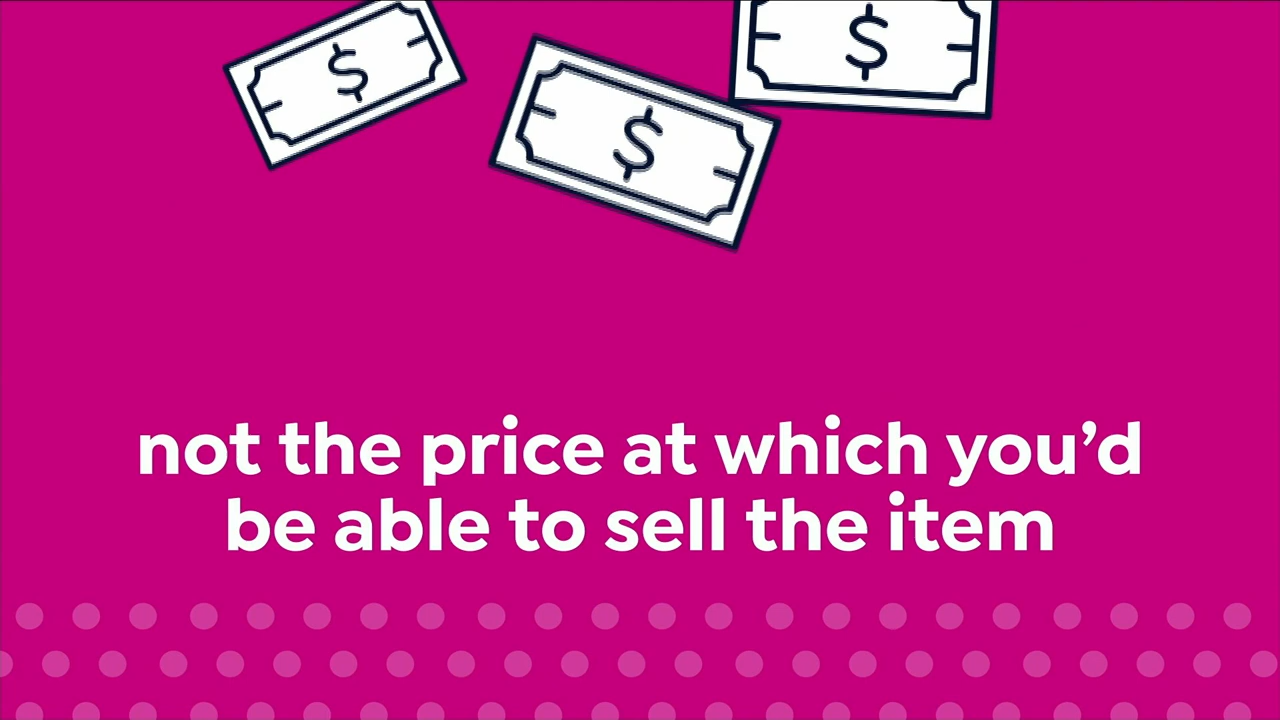 $ $ $
not the price at which you’d
be able to sell the item